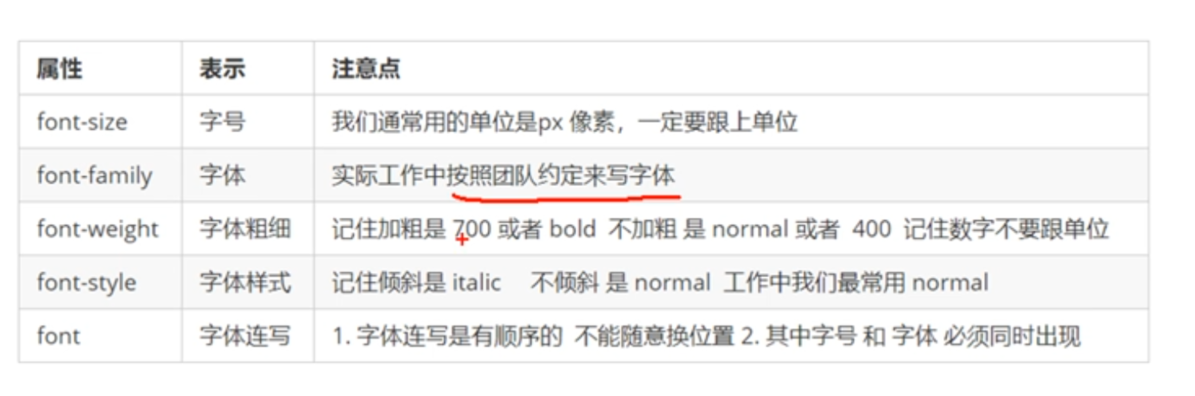 属性 表示 注意点
font-size 字号 我们通常用的单位是px 像素，一定要跟上单位
font-family 字体 实际工作中按照团队约定来写字体
font-weight 字体粗细 记住加粗是 700 或者 bold 不加粗 是 normal 或者 400 记住数字不要跟单位
font-style 字体样式 记住倾斜是 italic 不倾斜 是 normal 工作中我们最常用 normal
font 字体连写 1. 字体连写是有顺序的 不能随意换位置 2. 其中字号 和 字体 必须同时出现